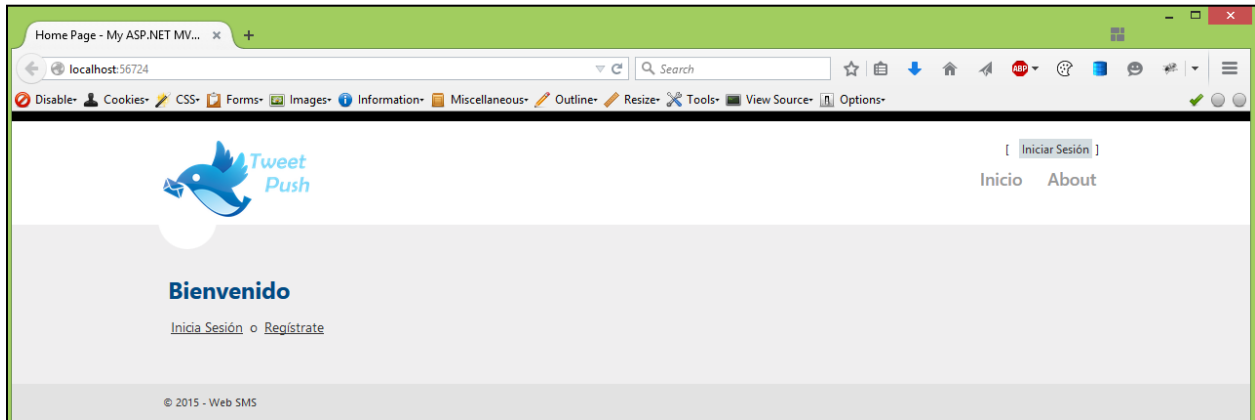 Home Page - My ASP.NET MV...
localhost:56724
Search
ABP
Disable Cookies CSS Forms Images Information Miscellaneous Outline Resize Tools View Source Options
Tweet
Push
[ Iniciar Sesión ]
Inicio About
Bienvenido
Inicia Sesión o Regístrate
© 2015 - Web SMS